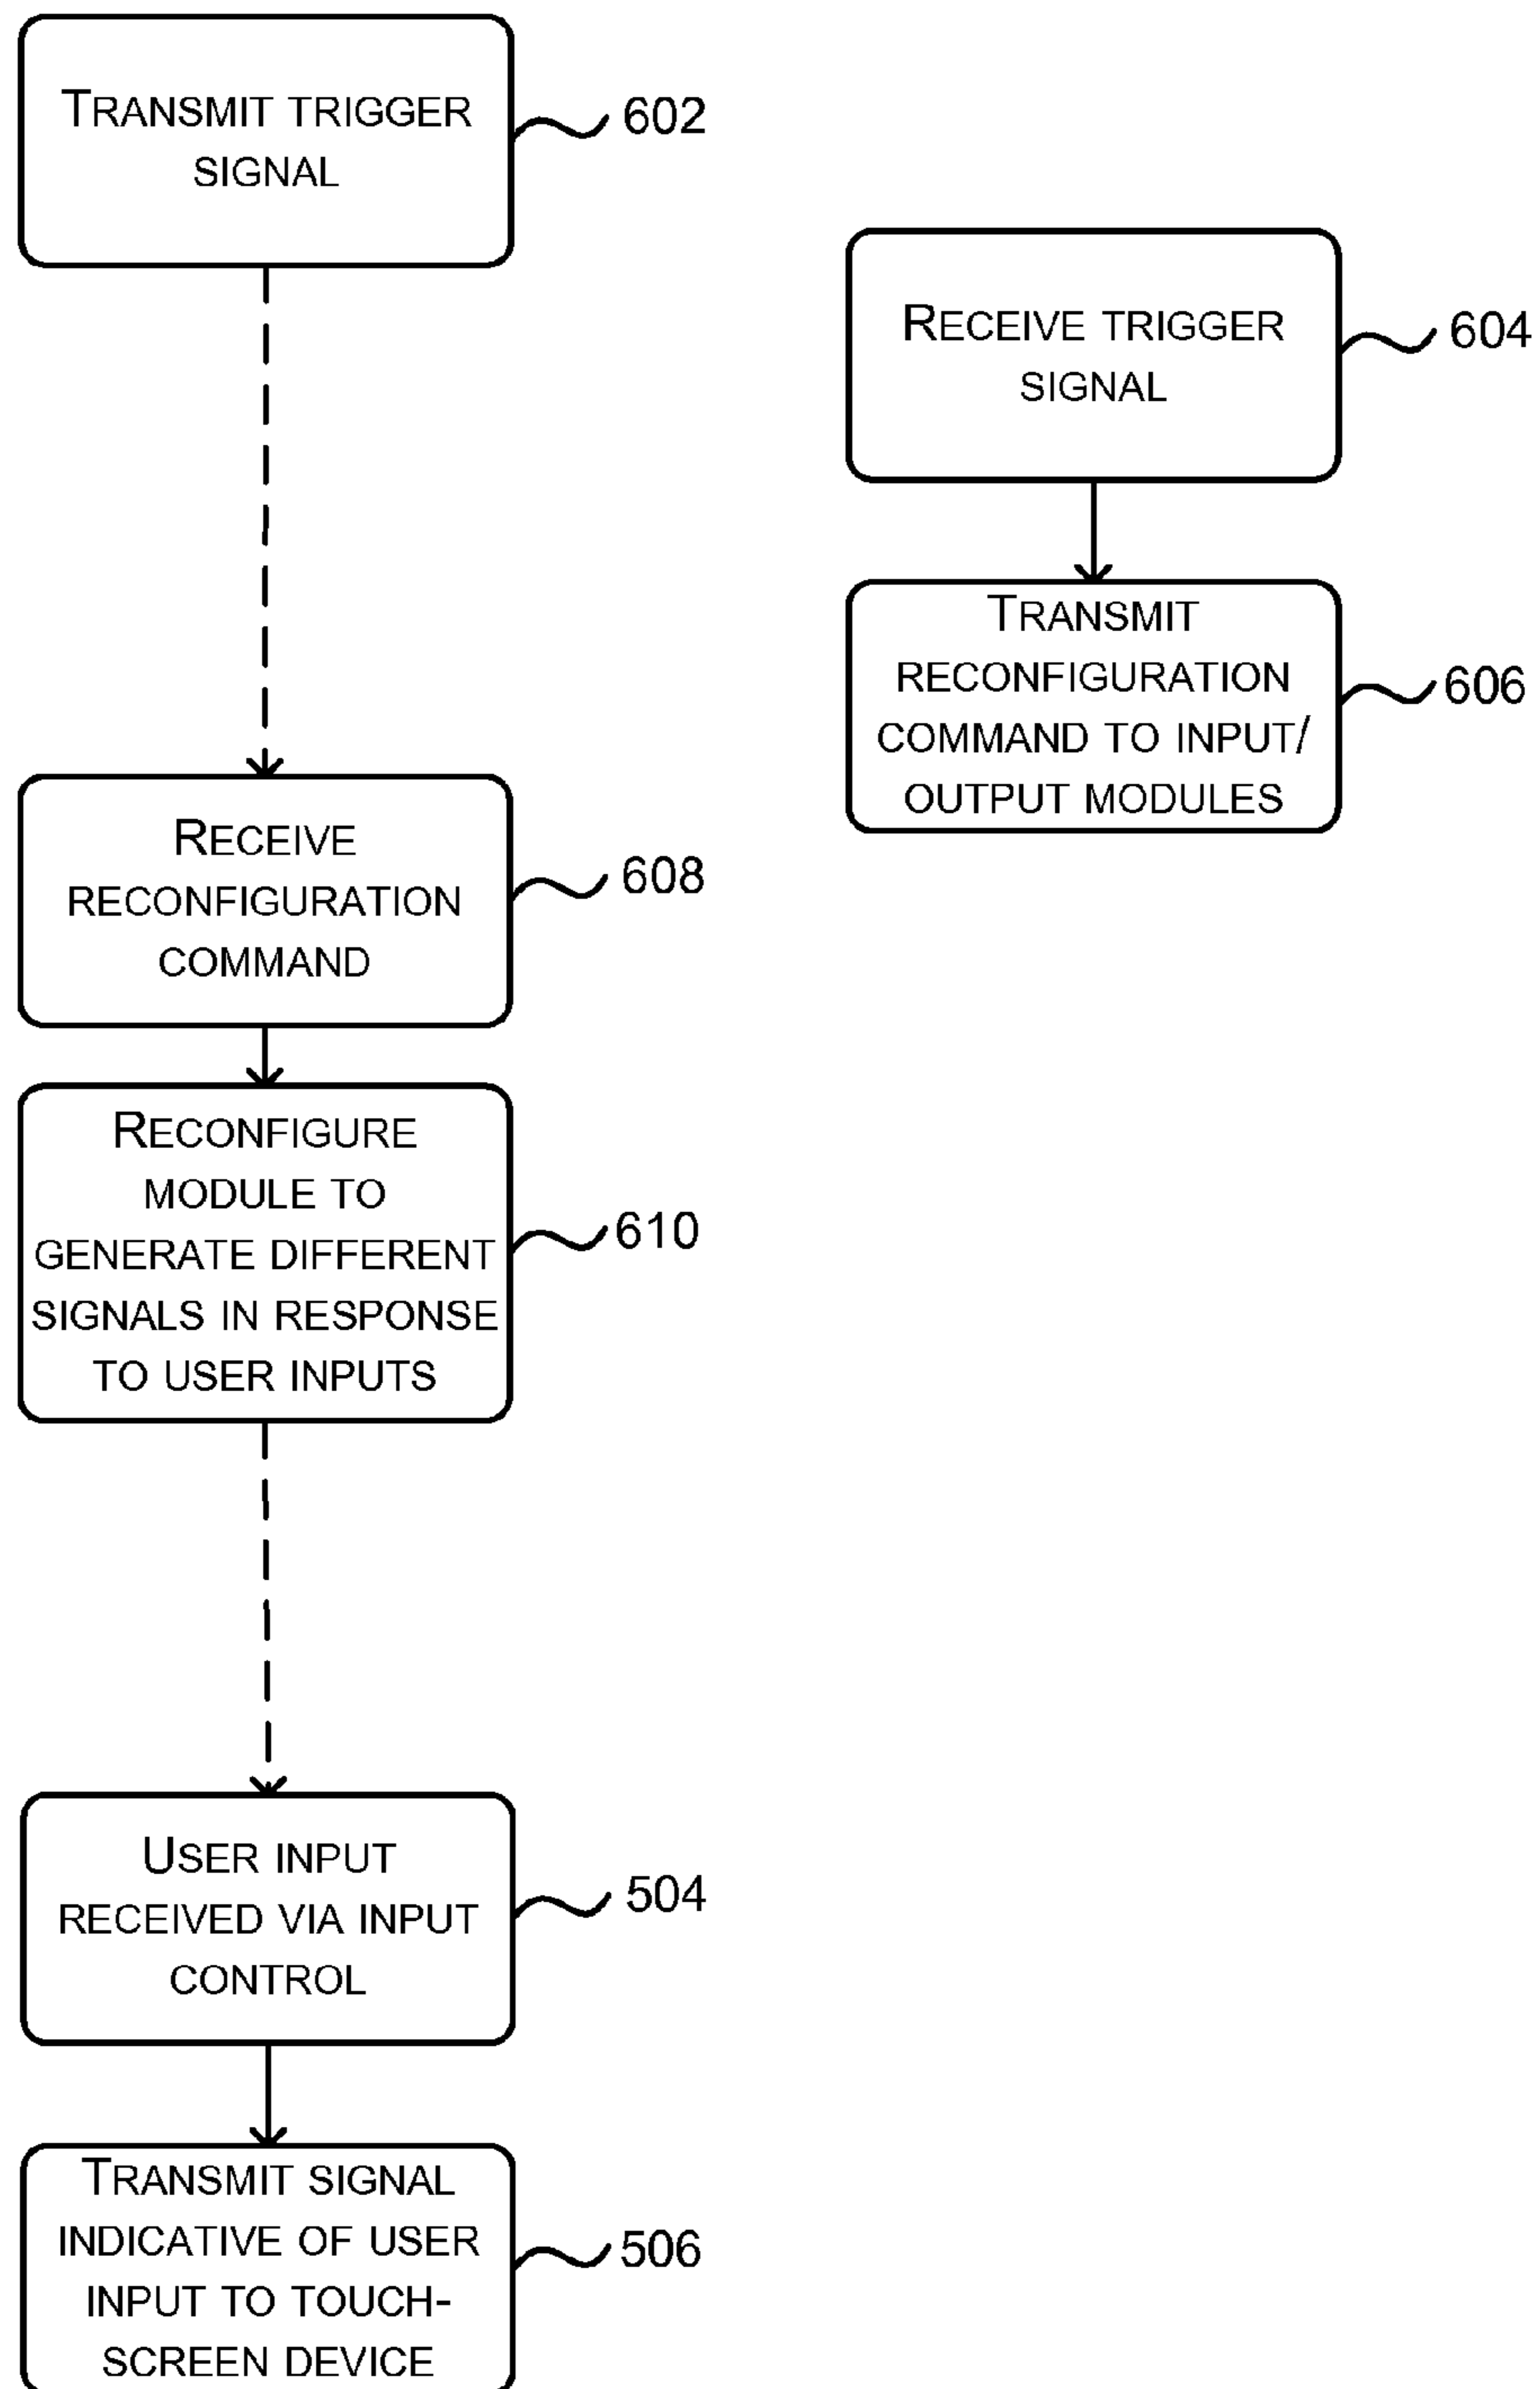 TRANSMIT TRIGGER
SIGNAL
602
RECEIVE TRIGGER
SIGNAL
604
TRANSMIT
RECONFIGURATION
COMMAND TO INPUT/
OUTPUT MODULES
606
RECEIVE
RECONFIGURATION
COMMAND
608
RECONFIGURE
MODULE TO
GENERATE DIFFERENT
SIGNALS IN RESPONSE
TO USER INPUTS
610
USER INPUT
RECEIVED VIA INPUT
CONTROL
504
TRANSMIT SIGNAL
INDICATIVE OF USER
INPUT TO TOUCH-
SCREEN DEVICE
506